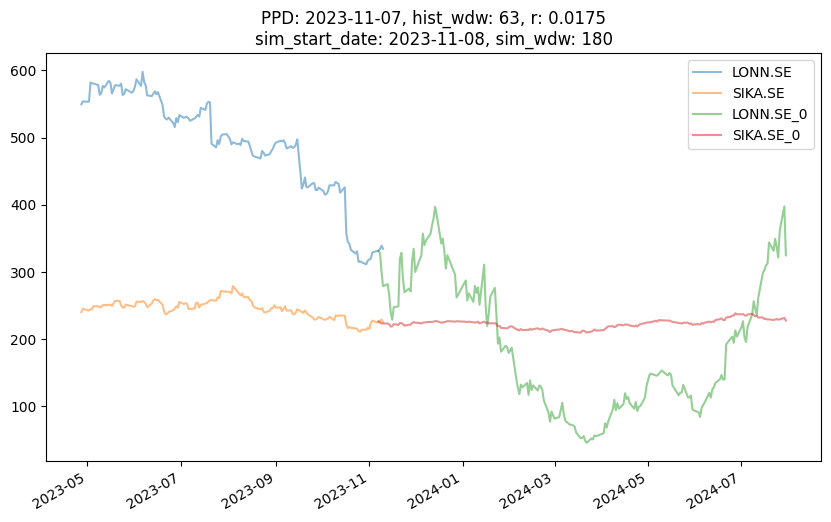 PPD: 2023-11-07, hist_wdw: 63, r: 0.0175
sim_start_date: 2023-11-08, sim_wdw: 180
LONN.SE
SIKA.SE
LONN.SE_0
SIKA.SE_0
600
500
400
300
200
100
2023-05
2023-07
2023-09
2023-11
2024-01
2024-03
2024-05
2024-07